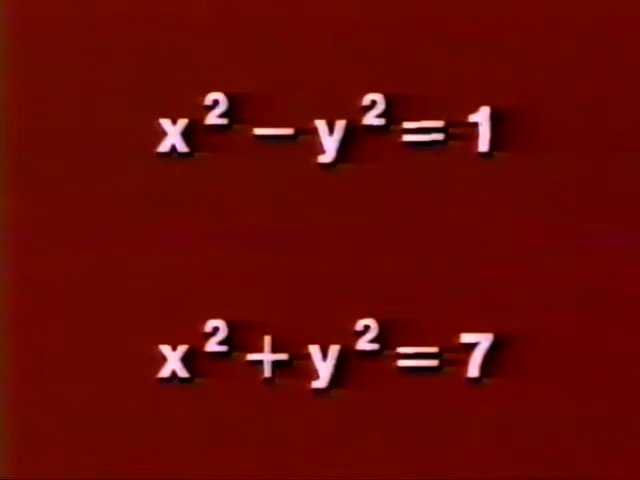 x² − y² = 1
x² + y² = 7